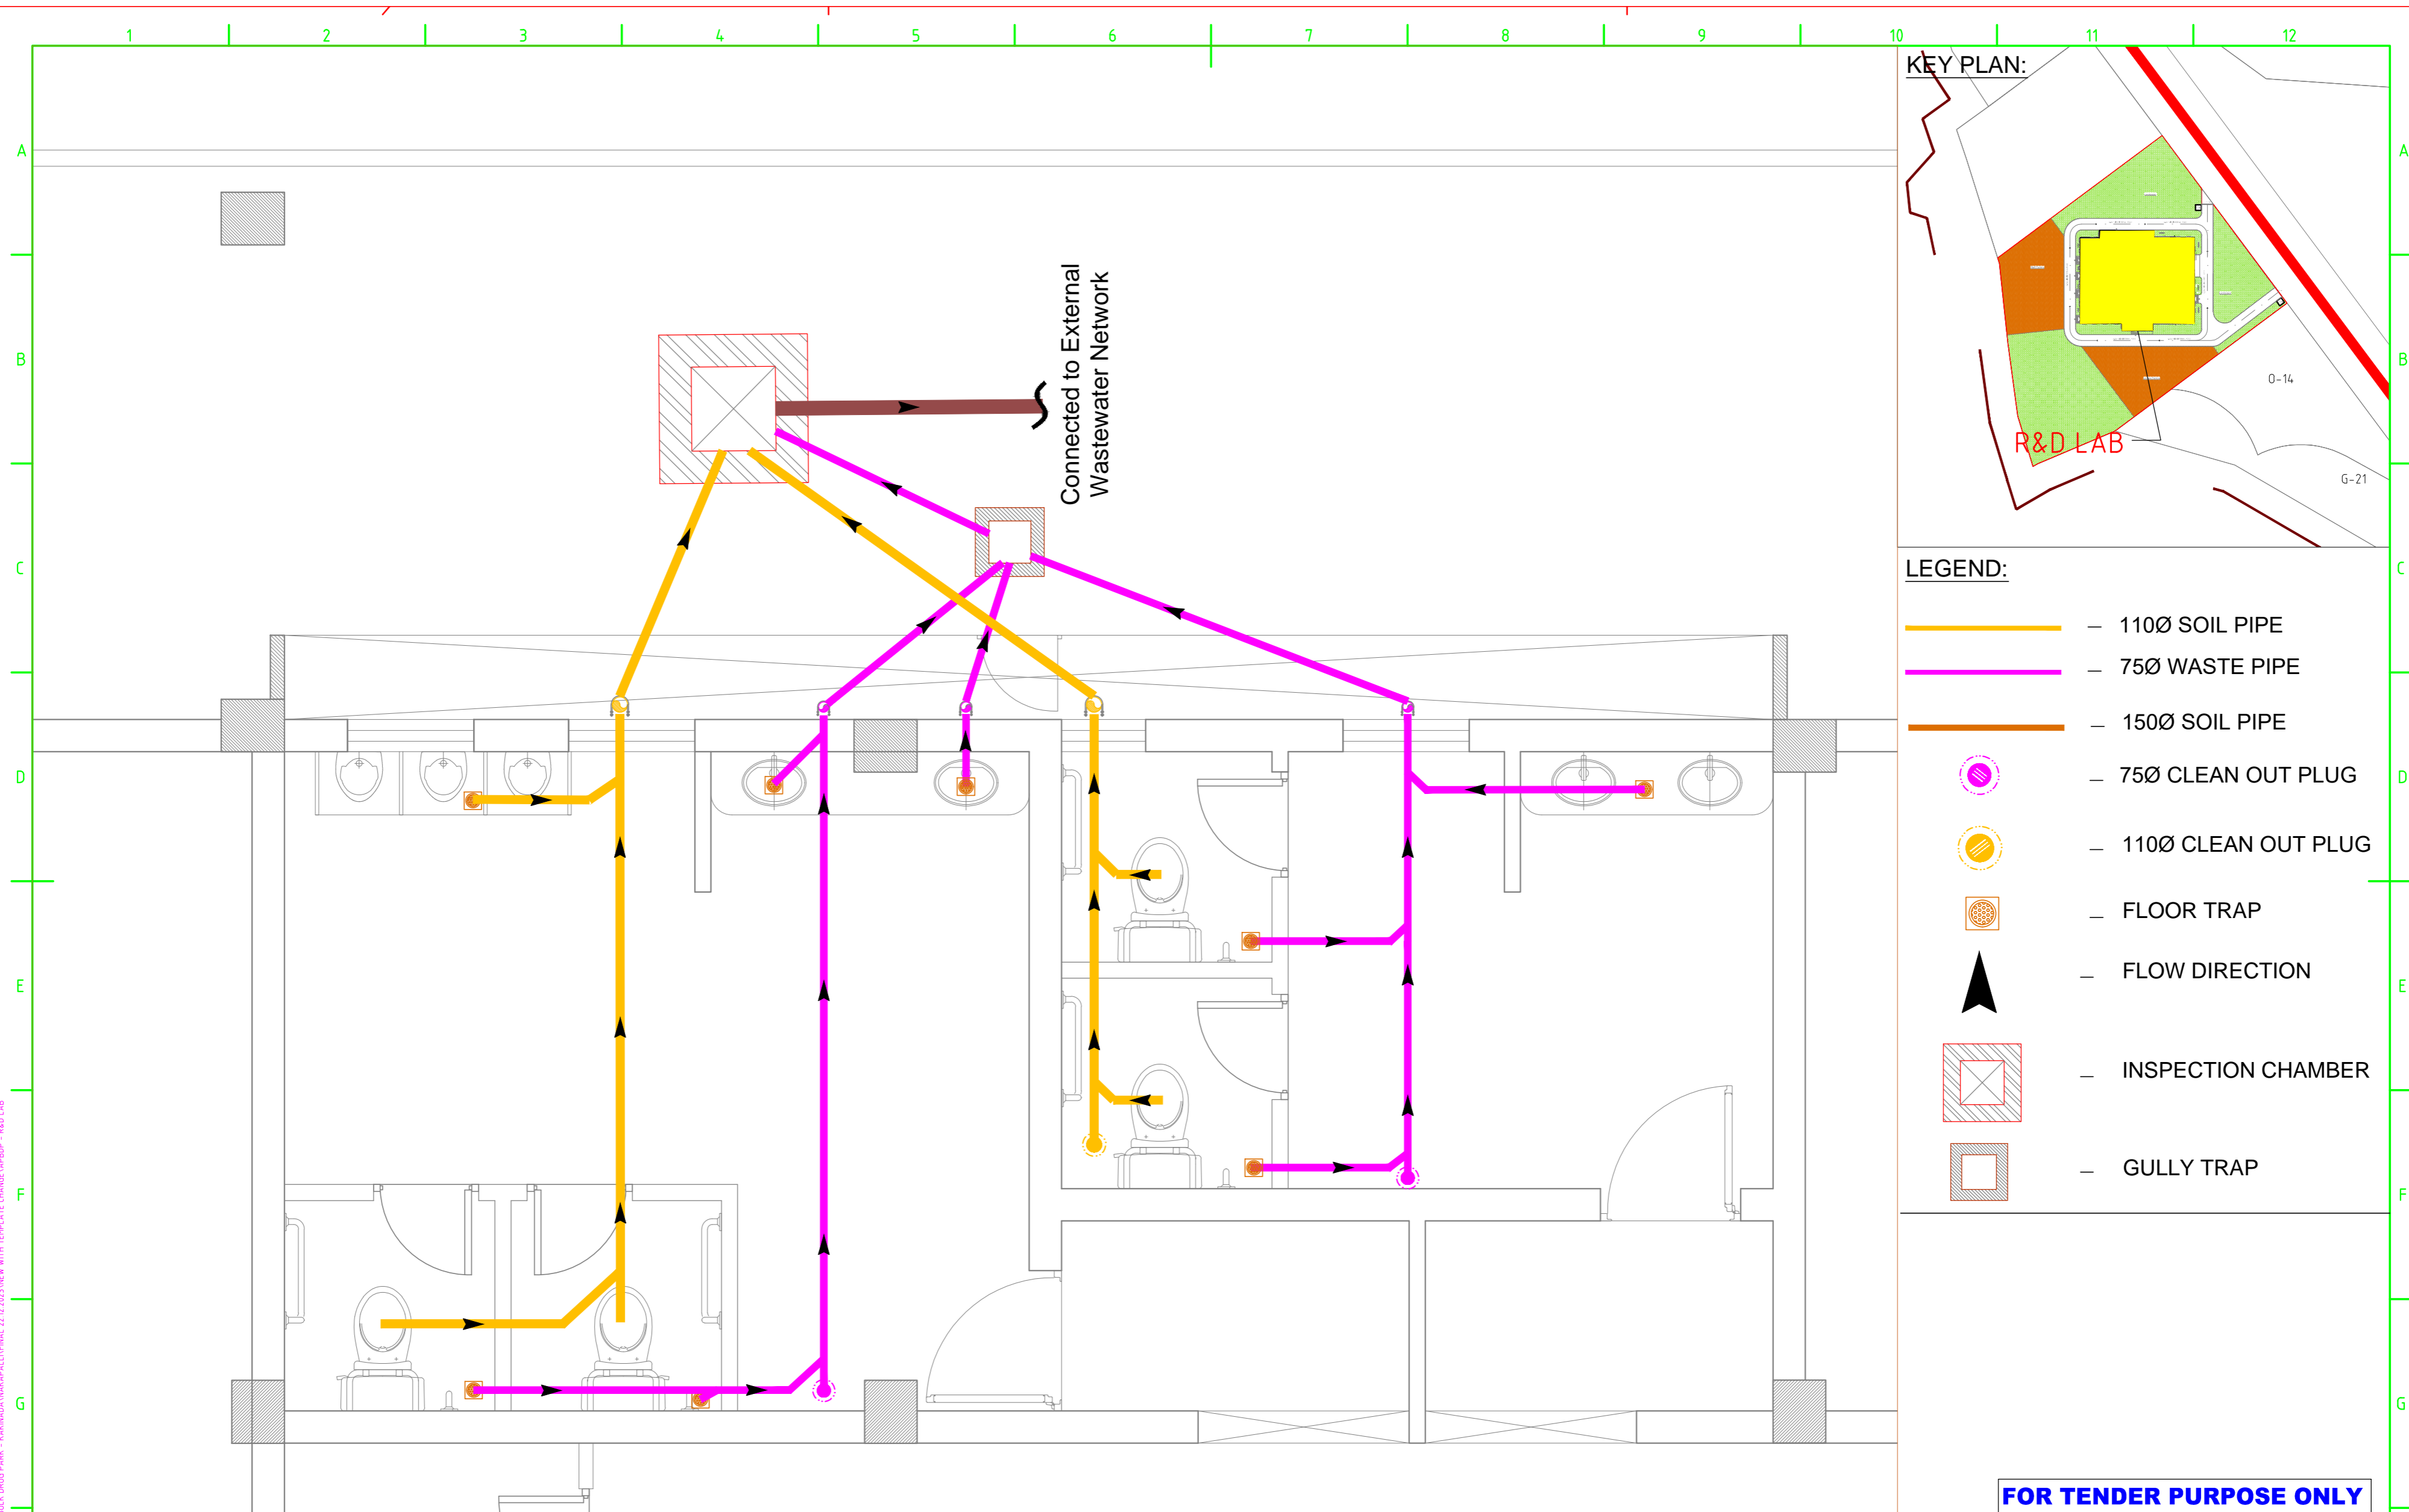 1 2 3 4 5 6 7 8 9 10 11 12
KEY PLAN:
A A
O-14
B B
R&D LAB
G-21
Connected to External
Wastewater Network
C C
LEGEND:
— 110Ø SOIL PIPE
— 75Ø WASTE PIPE
— 150Ø SOIL PIPE
— 75Ø CLEAN OUT PLUG
D D
— 110Ø CLEAN OUT PLUG
— FLOOR TRAP
— FLOW DIRECTION
E E
— INSPECTION CHAMBER
— GULLY TRAP
F F
G G
FOR TENDER PURPOSE ONLY